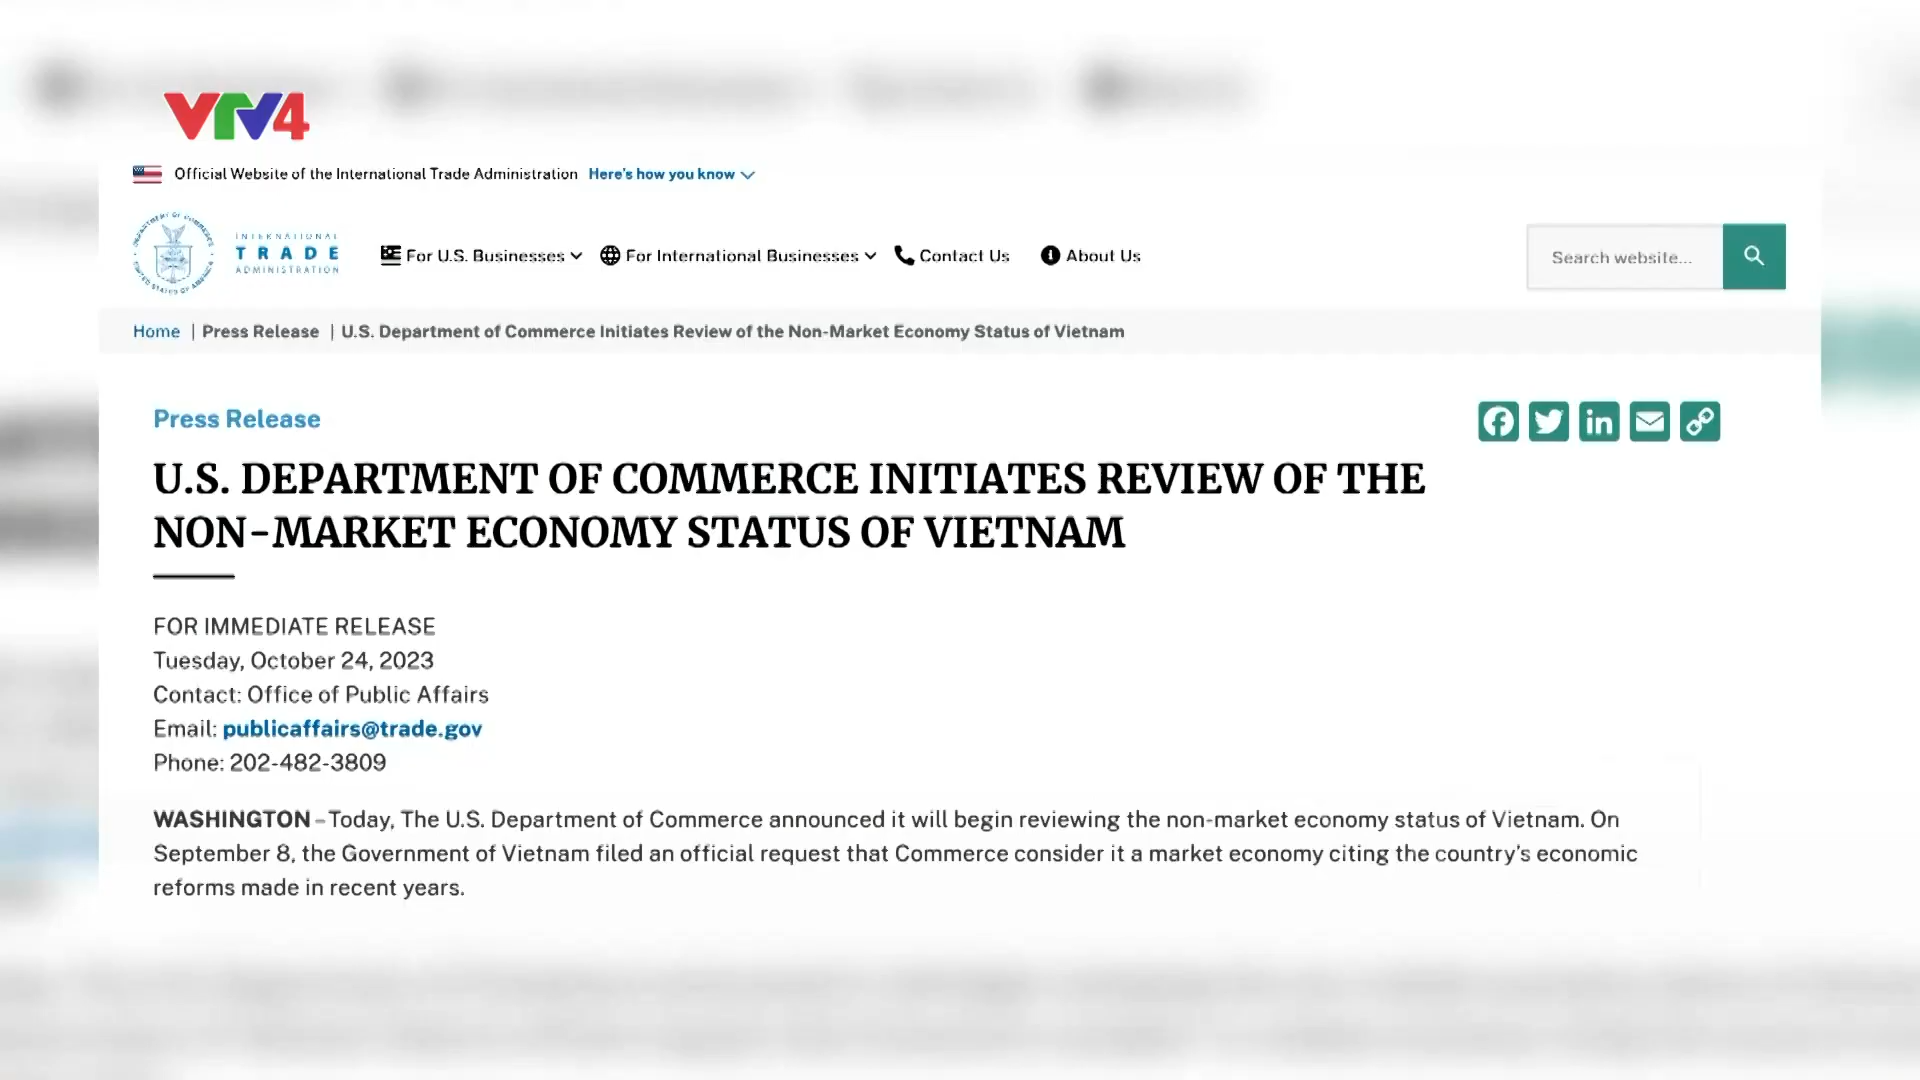 VTV4
Official Website of the International Trade Administration Here's how you know
INTERNATIONAL
TRADE
ADMINISTRATION
For U.S. Businesses
For International Businesses
Contact Us
About Us
Search website...
Home | Press Release | U.S. Department of Commerce Initiates Review of the Non-Market Economy Status of Vietnam
Press Release
U.S. DEPARTMENT OF COMMERCE INITIATES REVIEW OF THE
NON-MARKET ECONOMY STATUS OF VIETNAM
FOR IMMEDIATE RELEASE
Tuesday, October 24, 2023
Contact: Office of Public Affairs
Email: publicaffairs@trade.gov
Phone: 202-482-3809
WASHINGTON – Today, The U.S. Department of Commerce announced it will begin reviewing the non-market economy status of Vietnam. On
September 8, the Government of Vietnam filed an official request that Commerce consider it a market economy citing the country's economic
reforms made in recent years.